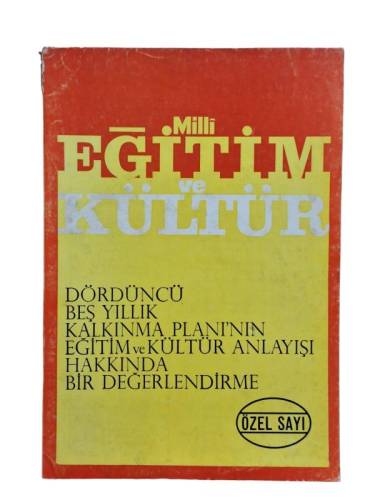 Millî
EĞİTİM
ve
KÜLTÜR
DÖRDÜNCÜ
BEŞ YILLIK
KALKINMA PLANI'NIN
EĞİTİM ve KÜLTÜR ANLAYIŞI
HAKKINDA
BİR DEĞERLENDİRME
ÖZEL SAYI